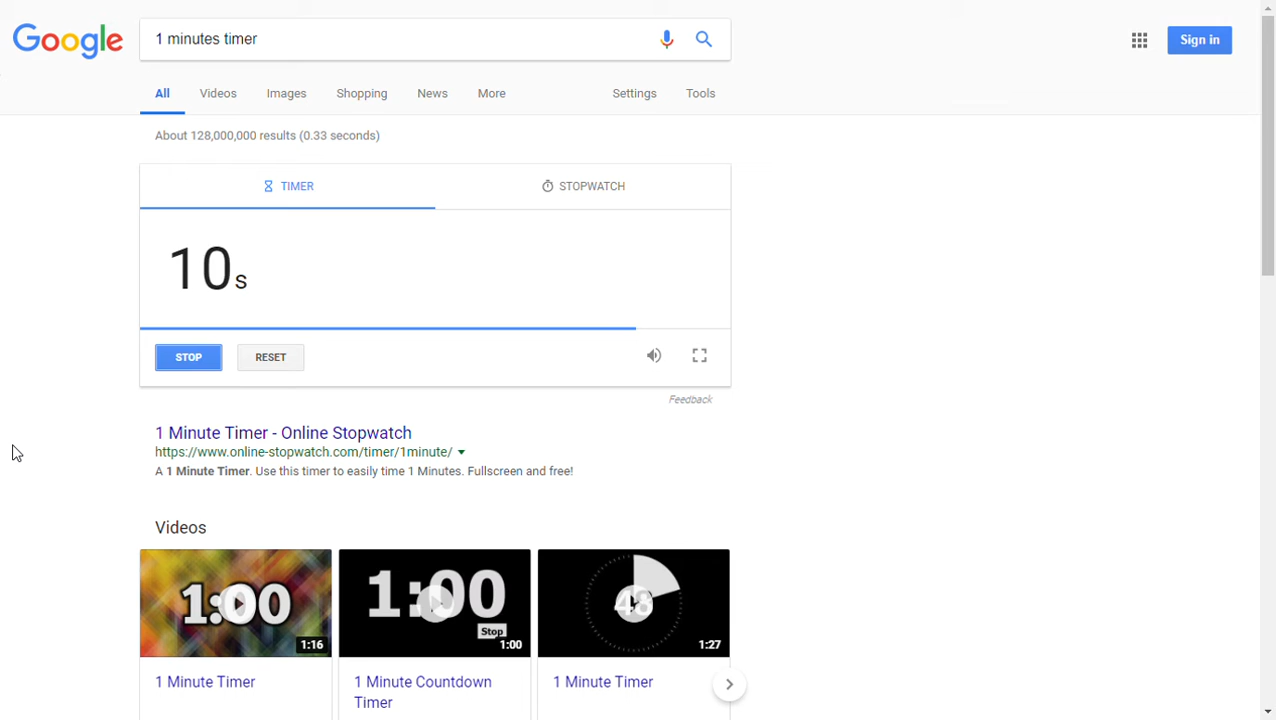 Google
1 minutes timer
Sign in
All Videos Images Shopping News More Settings Tools
About 128,000,000 results (0.33 seconds)
TIMER STOPWATCH
10s
STOP RESET
Feedback
1 Minute Timer - Online Stopwatch
https://www.online-stopwatch.com/timer/1minute/
A 1 Minute Timer. Use this timer to easily time 1 Minutes. Fullscreen and free!
Videos
1:00 1:00 48
Stop
1:16 1:00 1:27
1 Minute Timer
1 Minute Countdown
Timer
1 Minute Timer